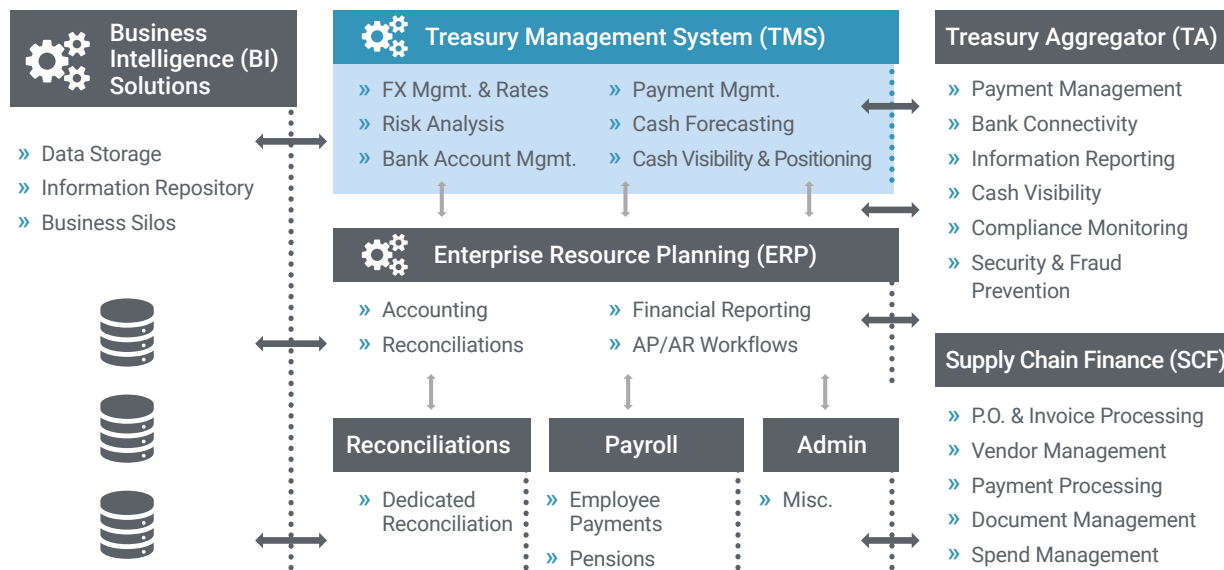 Business
Intelligence (BI)
Solutions
» Data Storage
» Information Repository
» Business Silos
Treasury Management System (TMS)
» FX Mgmt. & Rates
» Risk Analysis
» Bank Account Mgmt.
» Payment Mgmt.
» Cash Forecasting
» Cash Visibility & Positioning
Enterprise Resource Planning (ERP)
» Accounting
» Reconciliations
» Financial Reporting
» AP/AR Workflows
Reconciliations
» Dedicated
Reconciliation
Payroll
» Employee
Payments
» Pensions
Admin
» Misc.
Treasury Aggregator (TA)
» Payment Management
» Bank Connectivity
» Information Reporting
» Cash Visibility
» Compliance Monitoring
» Security & Fraud
Prevention
Supply Chain Finance (SCF)
» P.O. & Invoice Processing
» Vendor Management
» Payment Processing
» Document Management
» Spend Management